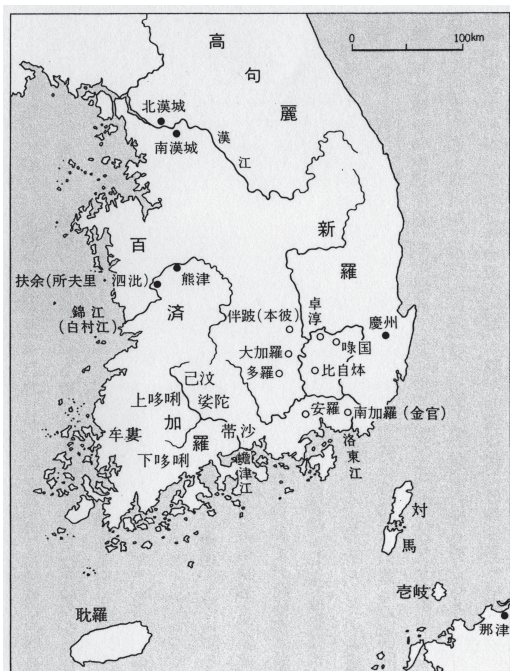 0 100km
高句麗
北漢城
南漢城
漢江
新羅
百済
熊津
扶余(所夫里・泗沘)
錦江
(白村江)
伴跛(本彼)
卓淳
慶州
㖨国
大加羅
多羅
比自㶱
己汶
上哆唎
娑陀
加羅
安羅
南加羅(金官)
牟婁
帯沙
下哆唎
蟾津江
洛東江
対馬
壱岐
那津
耽羅